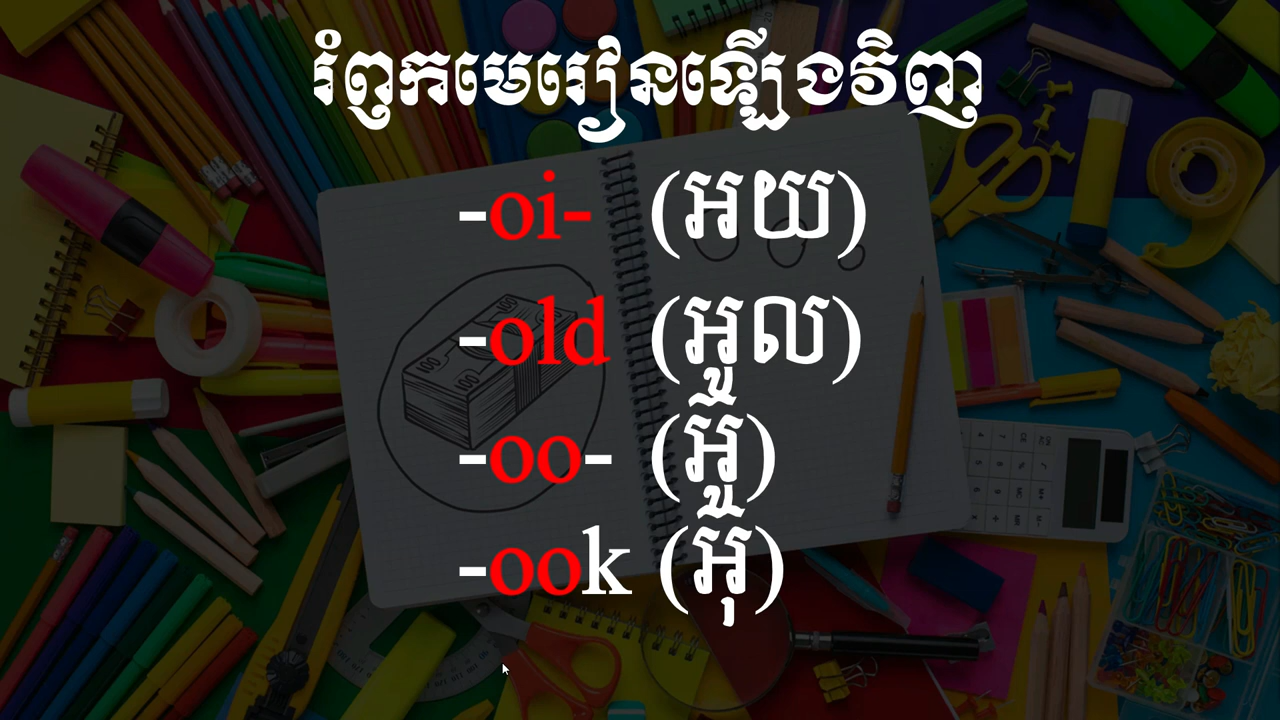 រំឭកមេរៀនឡើងវិញ
-oi- (អយ)
-old (អួល)
-oo- (អ៊ូ)
-ook (អ៊ុ)